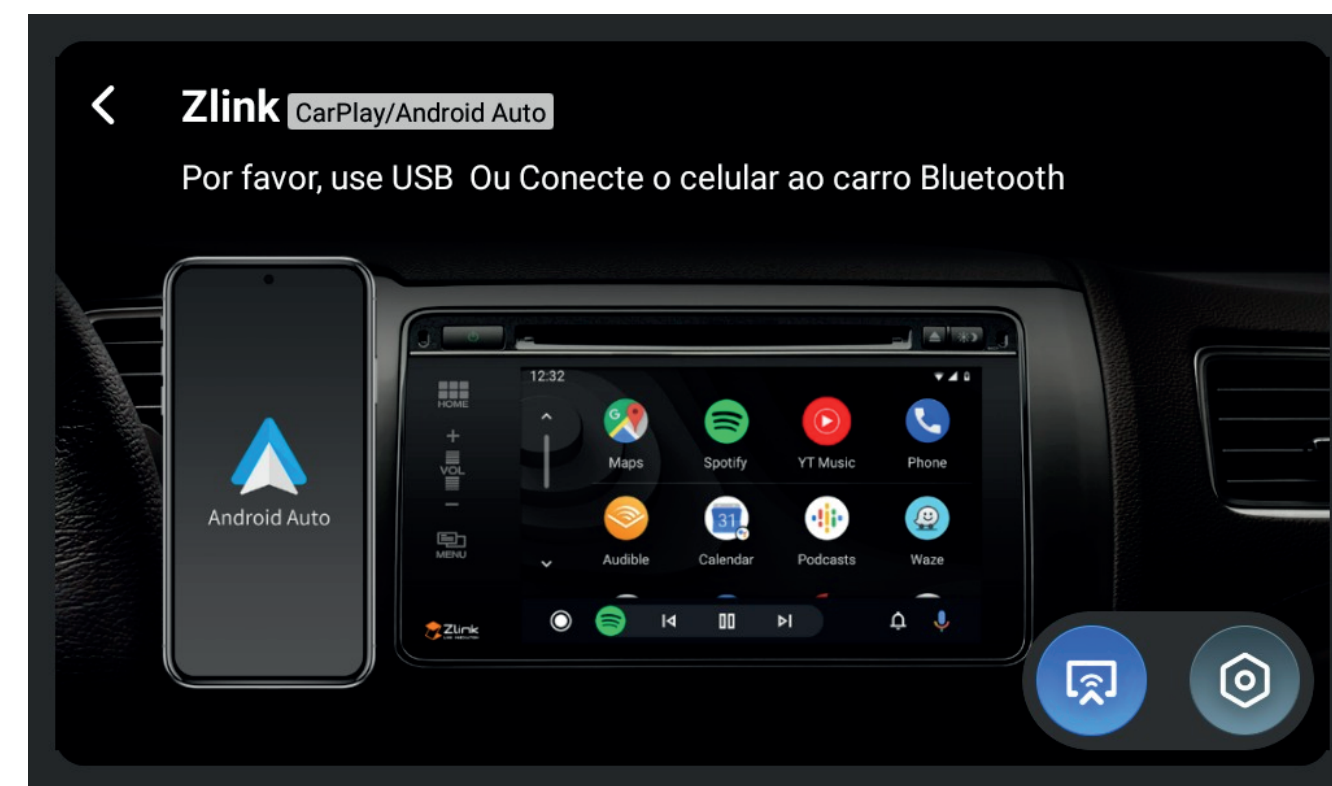 Zlink CarPlay/Android Auto
Por favor, use USB  Ou Conecte o celular ao carro Bluetooth
12:32
HOME
Maps
Spotify
YT Music
Phone
VOL
Android Auto
31
MENU
Audible
Calendar
Podcasts
Waze
Zlink